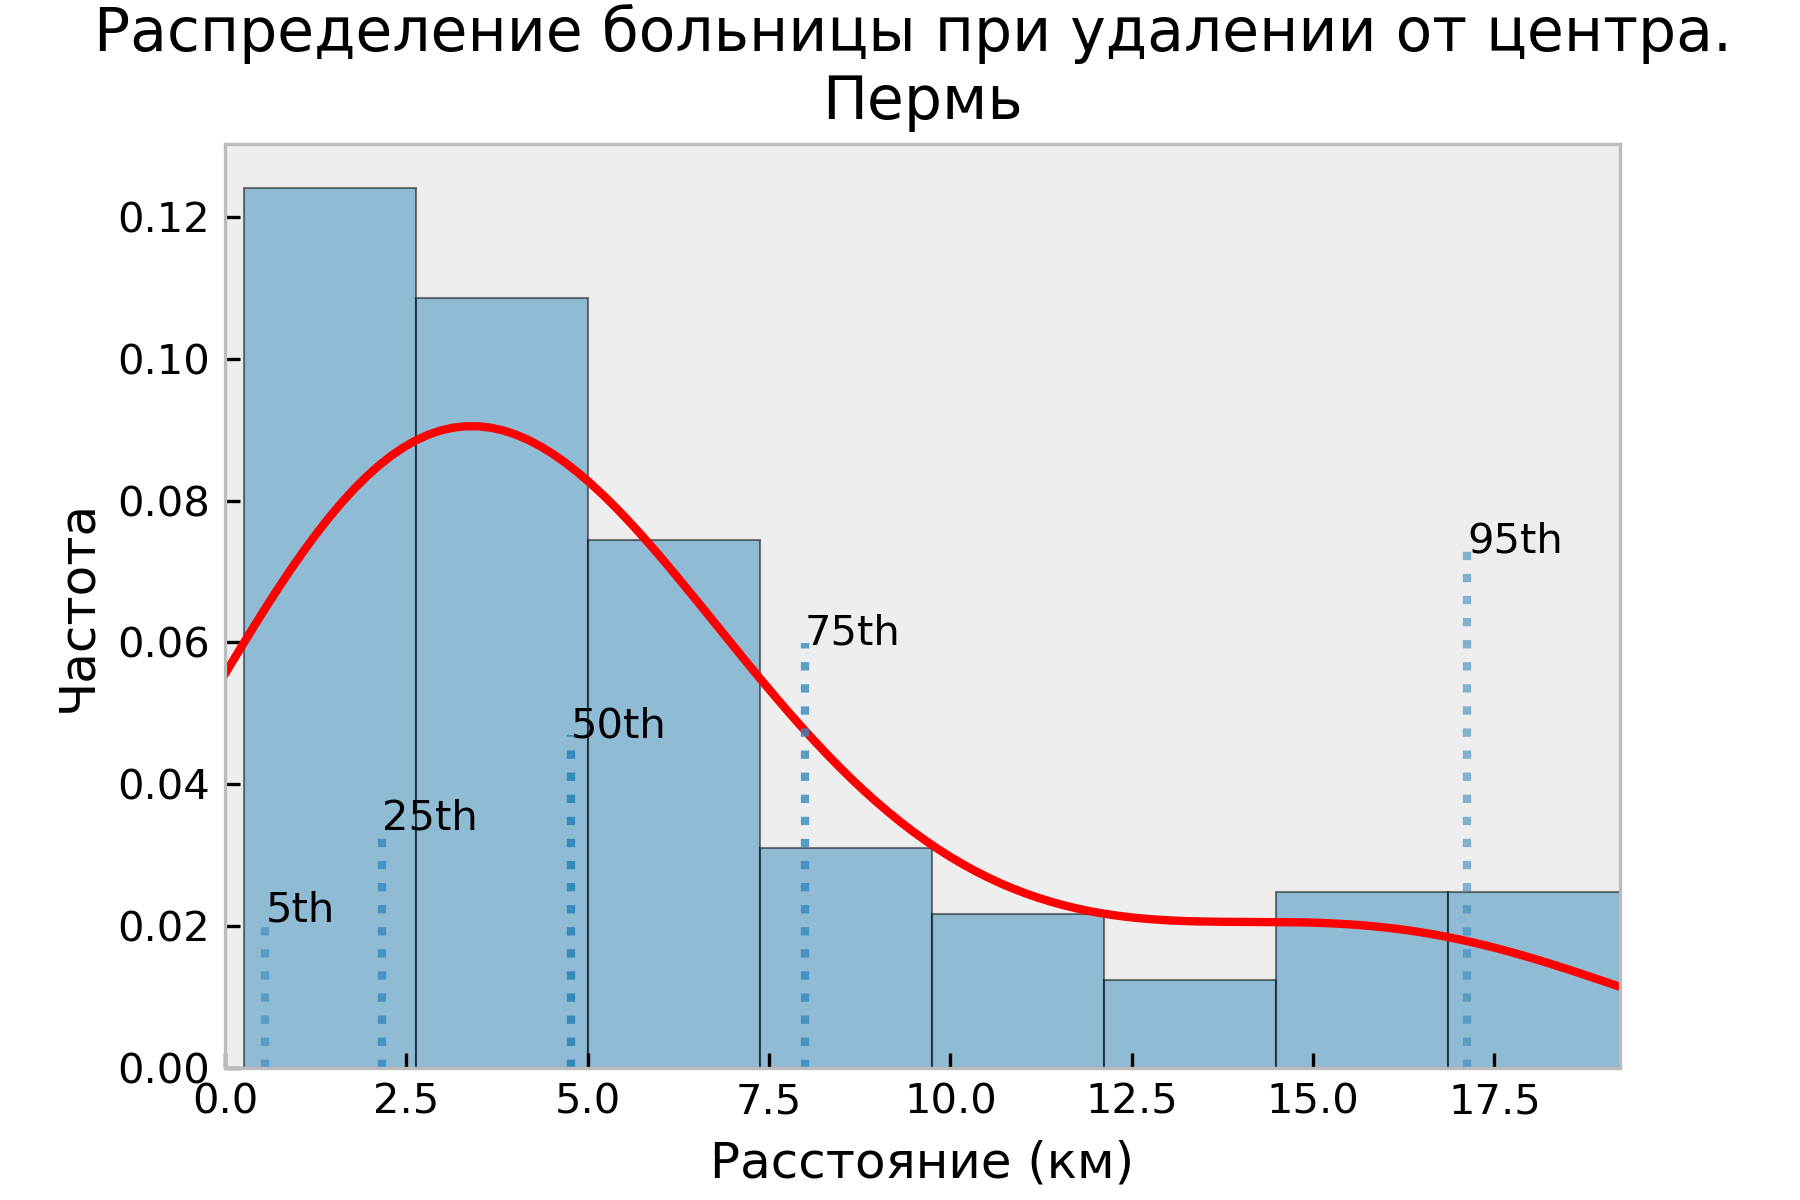 Распределение больницы при удалении от центра.
Пермь
0.12
0.10
0.08
0.06
0.04
0.02
0.00
Частота
5th
25th
50th
75th
95th
0.0 2.5 5.0 7.5 10.0 12.5 15.0 17.5
Расстояние (км)